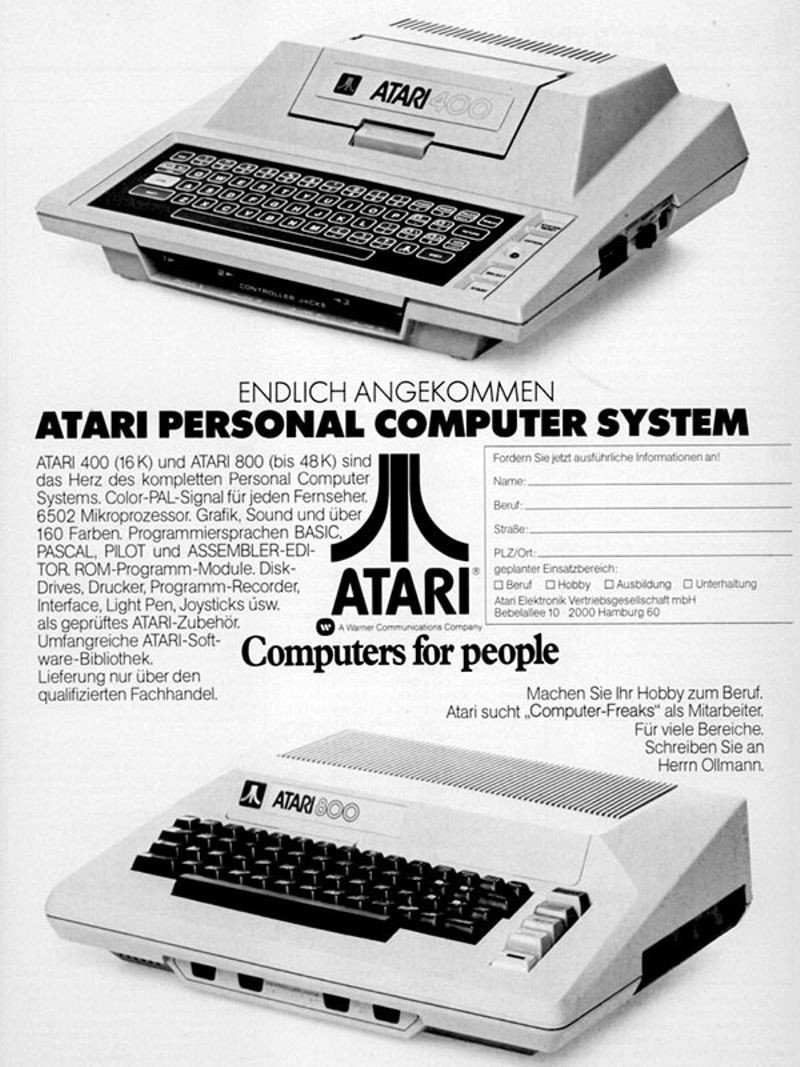 ATARI 400
1
2
3
CONTROLLER JACKS
SELECT
START
ENDLICH ANGEKOMMEN
ATARI PERSONAL COMPUTER SYSTEM
ATARI 400 (16 K) und ATARI 800 (bis 48 K) sind
das Herz des kompletten Personal Computer
Systems. Color-PAL-Signal für jeden Fernseher.
6502 Mikroprozessor. Grafik, Sound und über
160 Farben. Programmiersprachen BASIC,
PASCAL, PILOT und ASSEMBLER-EDI-
TOR. ROM-Programm-Module. Disk-
Drives, Drucker, Programm-Recorder,
Interface, Light Pen, Joysticks üsw.
als geprüftes ATARI-Zubehör.
Umfangreiche ATARI-Soft-
ware-Bibliothek.
Lieferung nur über den
qualifizierten Fachhandel.
ATARI®
A Warner Communications Company
Computers for people
Fordern Sie jetzt ausführliche Informationen an!
Name:
Beruf:
Straße:
PLZ/Ort:
geplanter Einsatzbereich:
☐ Beruf ☐ Hobby ☐ Ausbildung ☐ Unterhaltung
Atari Elektronik Vertriebsgesellschaft mbH
Bebelallee 10 · 2000 Hamburg 60
Machen Sie Ihr Hobby zum Beruf.
Atari sucht „Computer-Freaks“ als Mitarbeiter.
Für viele Bereiche.
Schreiben Sie an
Herrn Ollmann.
ATARI 800